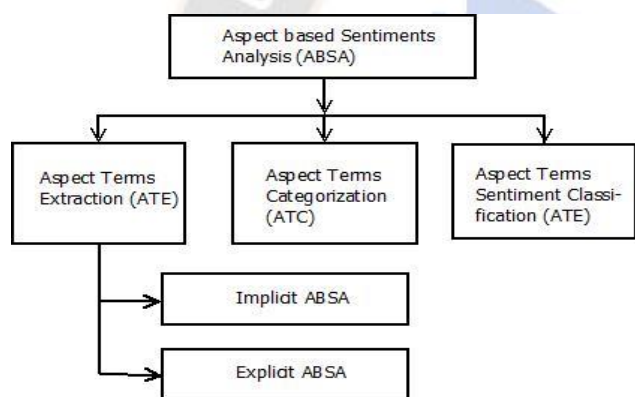 Aspect based Sentiments
Analysis (ABSA)
Aspect Terms
Extraction (ATE)
Aspect Terms
Categorization
(ATC)
Aspect Terms
Sentiment Classi-
fication (ATE)
Implicit ABSA
Explicit ABSA